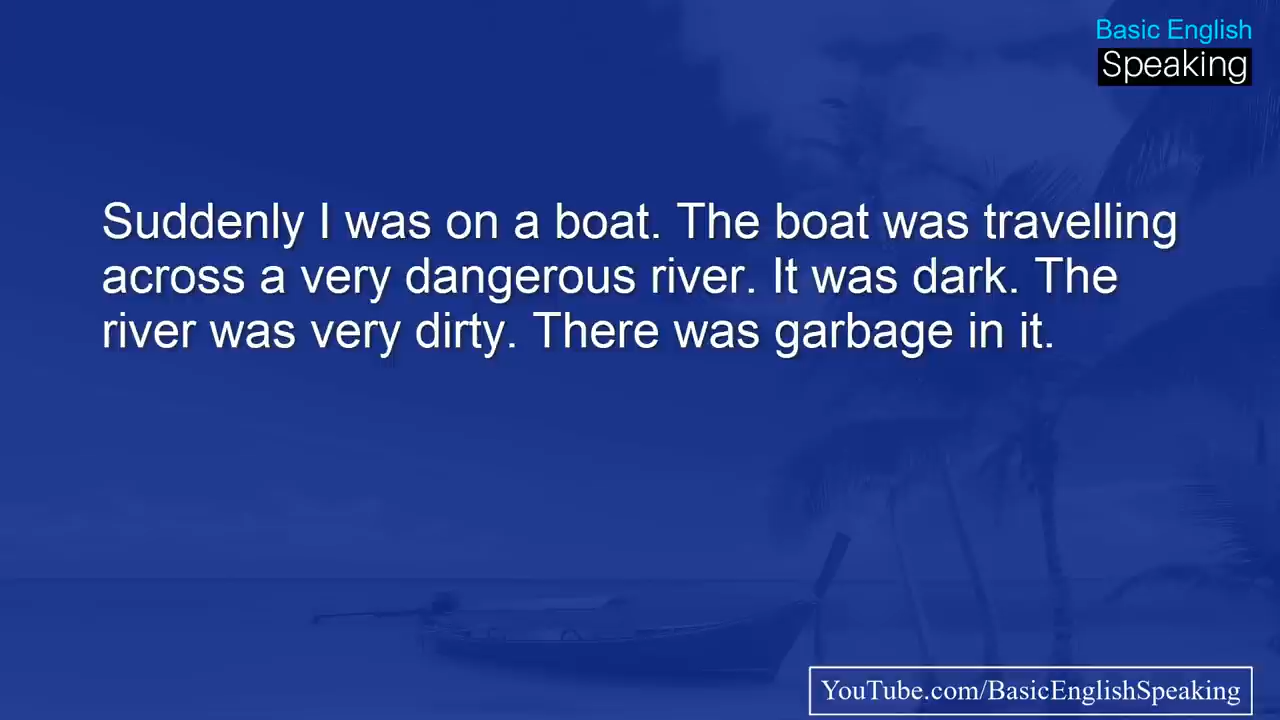 Basic English
Speaking
Suddenly I was on a boat. The boat was travelling
across a very dangerous river. It was dark. The
river was very dirty. There was garbage in it.
YouTube.com/BasicEnglishSpeaking